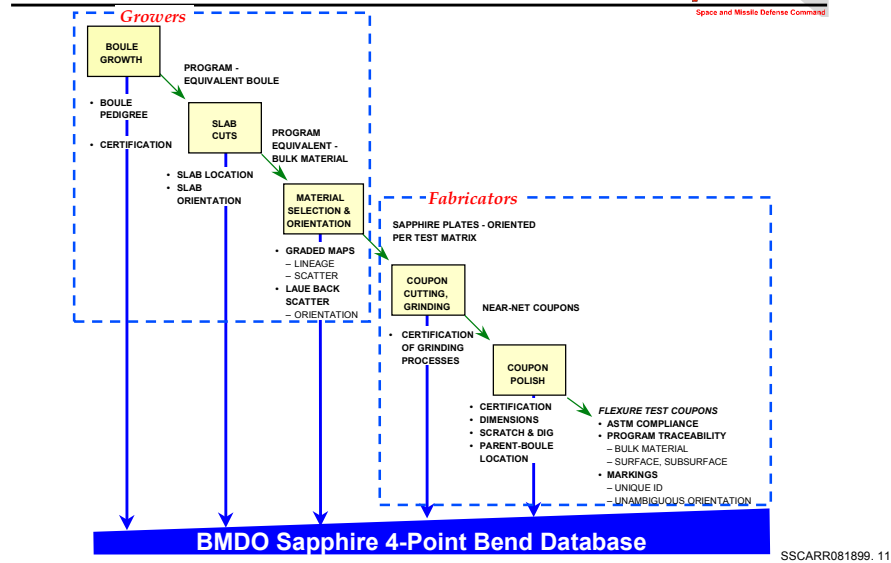 Space and Missile Defense Command
Growers
BOULE
GROWTH
PROGRAM -
EQUIVALENT BOULE
• BOULE
PEDIGREE
• CERTIFICATION
SLAB
CUTS
PROGRAM
EQUIVALENT -
BULK MATERIAL
• SLAB LOCATION
• SLAB
ORIENTATION
MATERIAL
SELECTION &
ORIENTATION
• GRADED MAPS
– LINEAGE
– SCATTER
• LAUE BACK
SCATTER
– ORIENTATION
Fabricators
SAPPHIRE PLATES - ORIENTED
PER TEST MATRIX
COUPON
CUTTING,
GRINDING
NEAR-NET COUPONS
• CERTIFICATION
OF GRINDING
PROCESSES
COUPON
POLISH
• CERTIFICATION
• DIMENSIONS
• SCRATCH & DIG
• PARENT-BOULE
LOCATION
FLEXURE TEST COUPONS
• ASTM COMPLIANCE
• PROGRAM TRACEABILITY
– BULK MATERIAL
– SURFACE, SUBSURFACE
• MARKINGS
– UNIQUE ID
– UNAMBIGUOUS ORIENTATION
BMDO Sapphire 4-Point Bend Database
SSCARR081899. 11